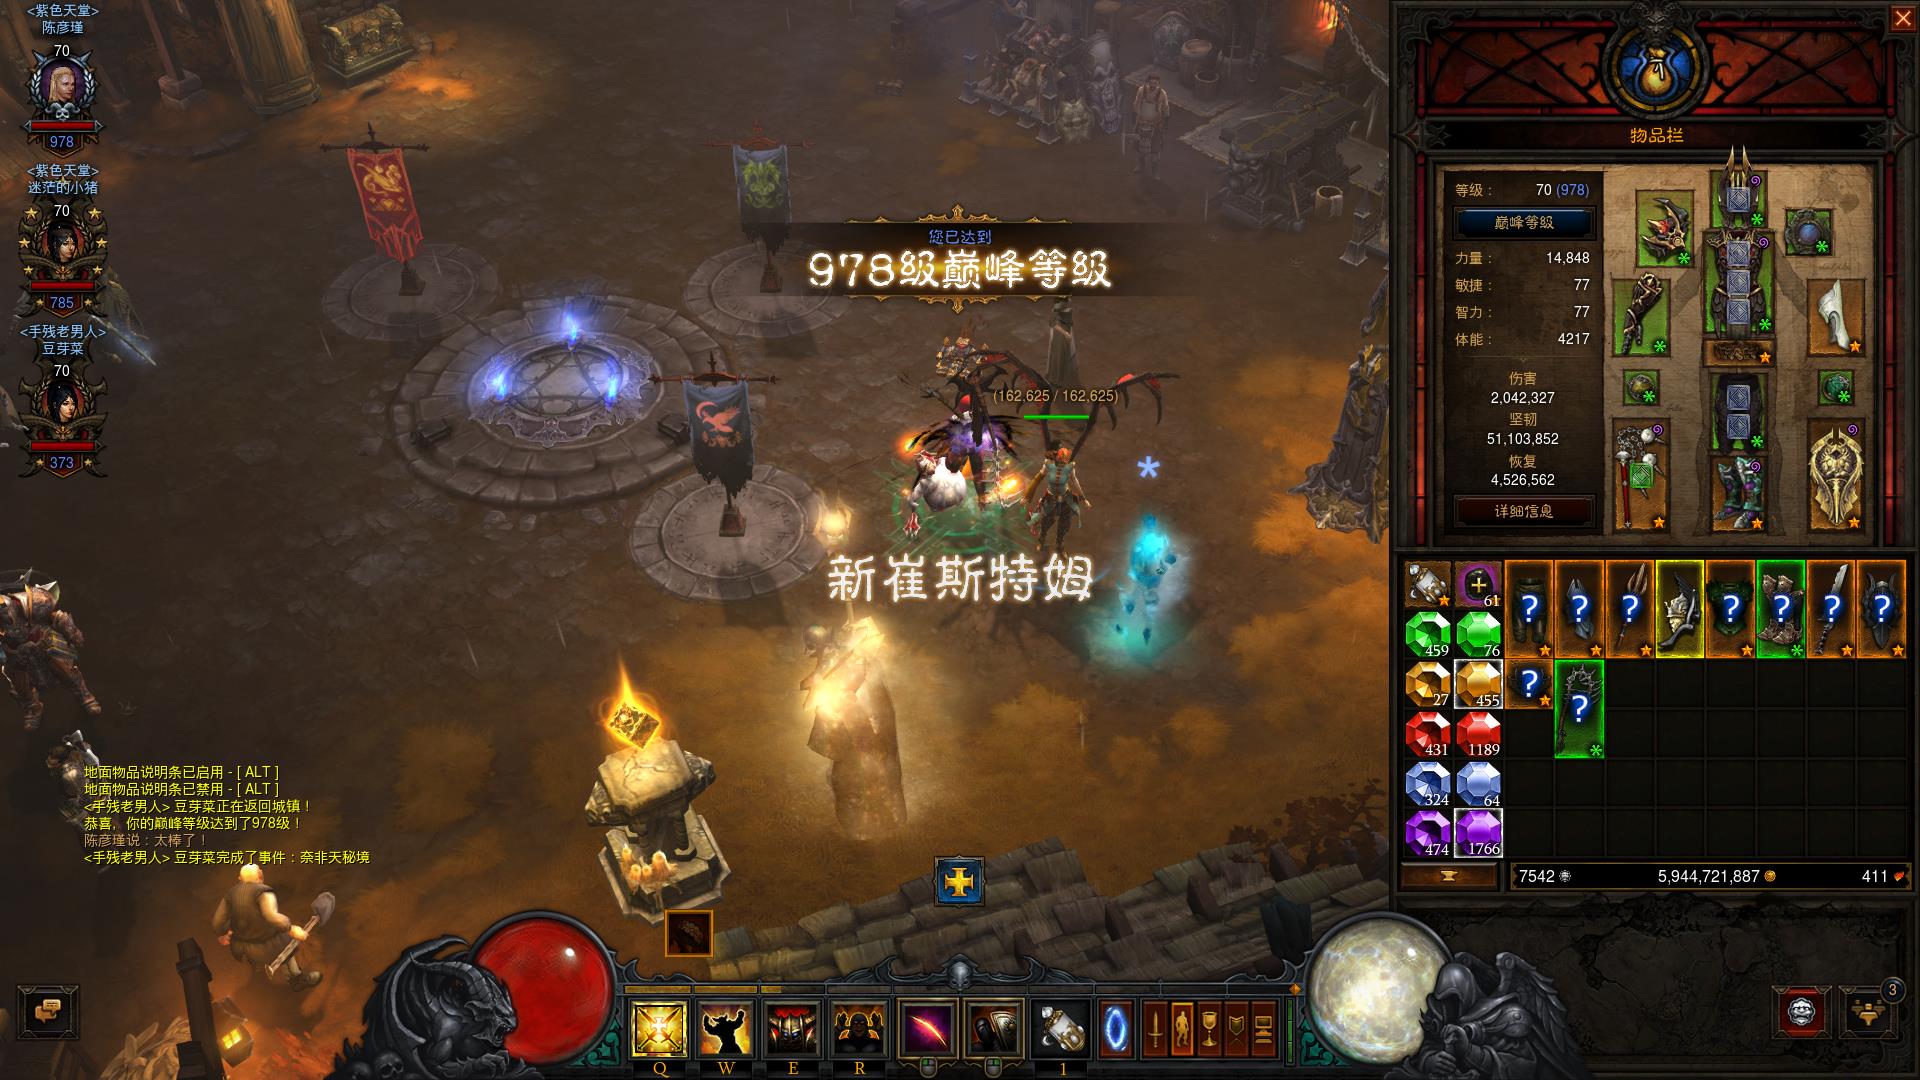 <紫色天堂>
陈彦瑾
70
978
<紫色天堂>
迷茫的小猪
70
785
<手残老男人>
豆芽菜
70
373
您已达到
978级巅峰等级
(162,625 / 162,625)
新崔斯特姆
地面物品说明条已启用 - [ ALT ]
地面物品说明条已禁用 - [ ALT ]
<手残老男人> 豆芽菜正在返回城镇！
恭喜，你的巅峰等级达到了978级！
陈彦瑾说：太棒了！
<手残老男人> 豆芽菜完成了事件：奈非天秘境
Q W E R 1
物品栏
等级： 70 (978)
巅峰等级
力量： 14,848
敏捷： 77
智力： 77
体能： 4217
伤害
2,042,327
坚韧
51,103,852
恢复
4,526,562
详细信息
61
? ? ? ? ? ? ?
459 76
27 455 ? ?
431 1189
324 64
474 1766
7542 5,944,721,887 411
3